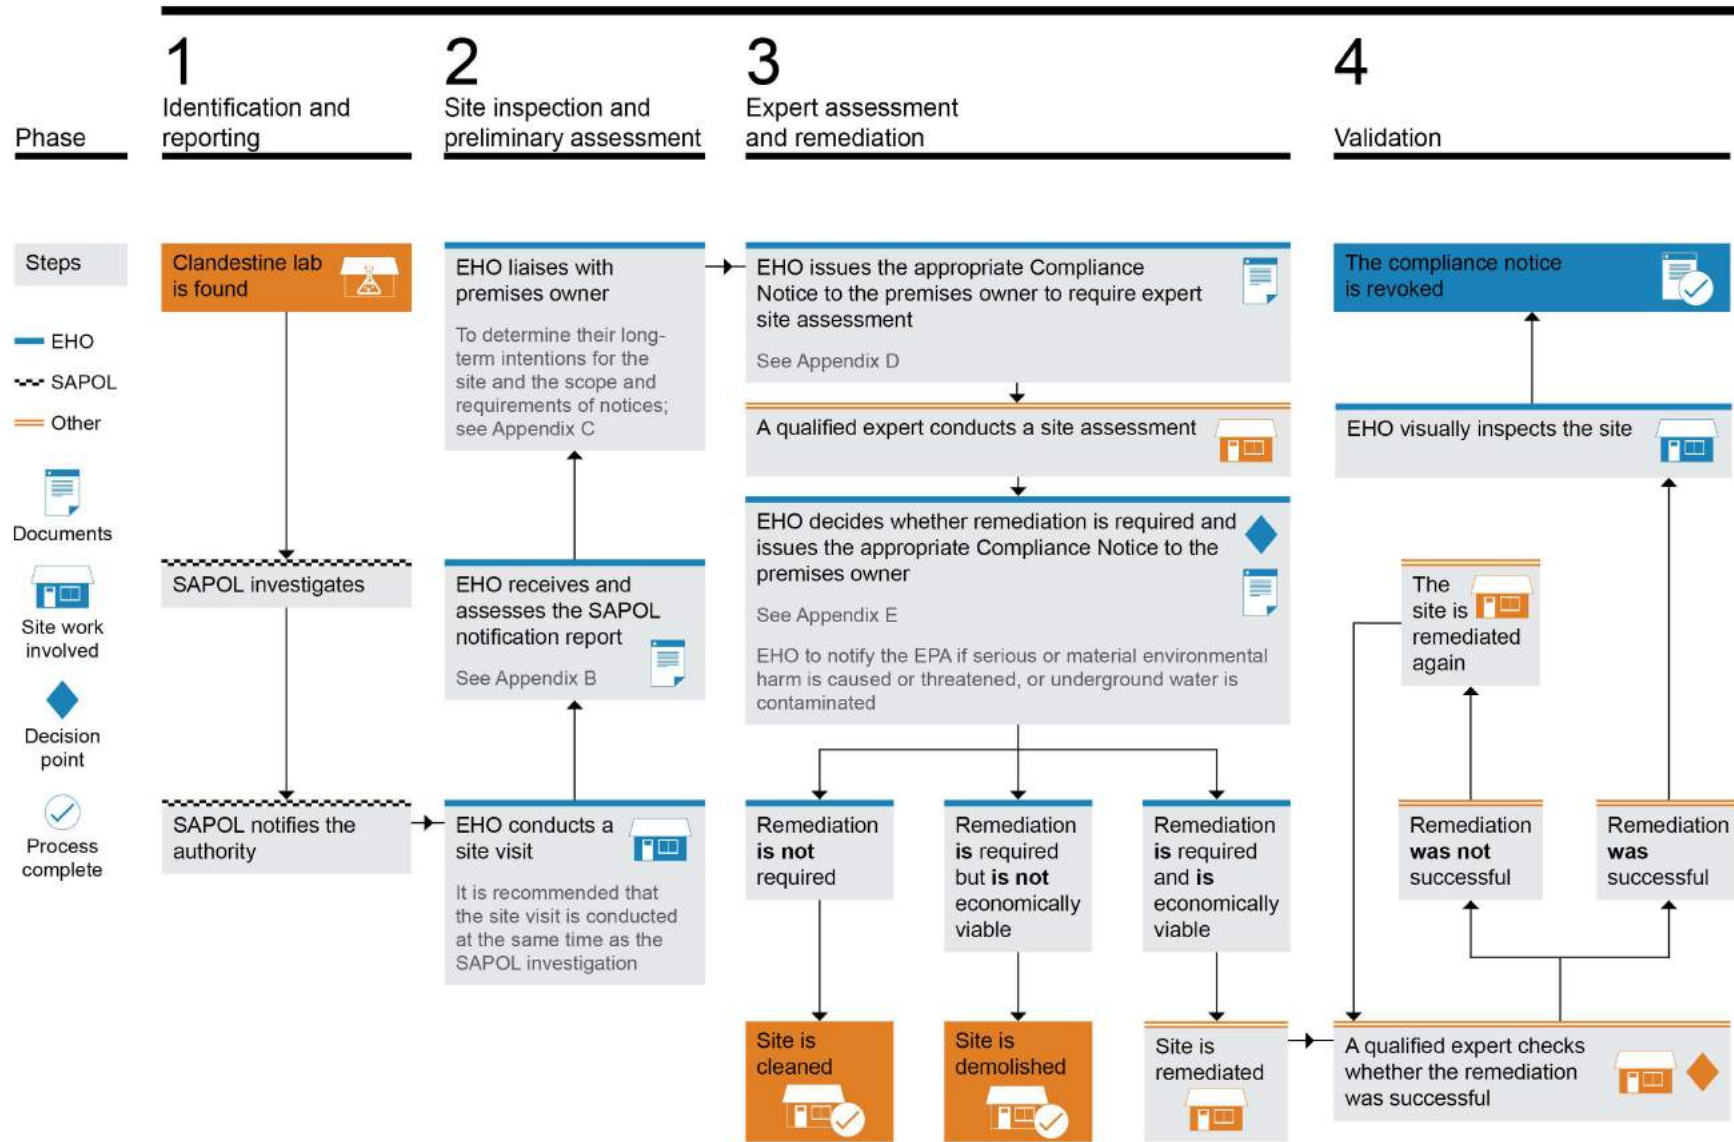 1
Identification and
reporting
2
Site inspection and
preliminary assessment
3
Expert assessment
and remediation
4
Validation
Phase
Steps
EHO
SAPOL
Other
Documents
Site work
involved
Decision
point
Process
complete
Clandestine lab
is found
SAPOL investigates
SAPOL notifies the
authority
EHO liaises with
premises owner
To determine their long-
term intentions for the
site and the scope and
requirements of notices;
see Appendix C
EHO receives and
assesses the SAPOL
notification report
See Appendix B
EHO conducts a
site visit
It is recommended that
the site visit is conducted
at the same time as the
SAPOL investigation
EHO issues the appropriate Compliance
Notice to the premises owner to require expert
site assessment
See Appendix D
A qualified expert conducts a site assessment
EHO decides whether remediation is required and
issues the appropriate Compliance Notice to the
premises owner
See Appendix E
EHO to notify the EPA if serious or material environmental
harm is caused or threatened, or underground water is
contaminated
Remediation
is not
required
Remediation
is required
but is not
economically
viable
Remediation
is required
and is
economically
viable
Site is
cleaned
Site is
demolished
Site is
remediated
The compliance notice
is revoked
EHO visually inspects the site
The
site is
remediated
again
Remediation
was not
successful
Remediation
was
successful
A qualified expert checks
whether the remediation
was successful